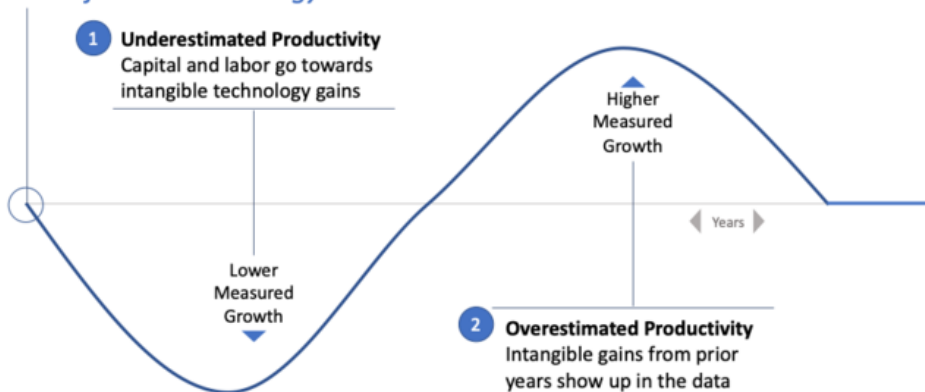 1
Underestimated Productivity
Capital and labor go towards
intangible technology gains
Higher
Measured
Growth
Years
Lower
Measured
Growth
2
Overestimated Productivity
Intangible gains from prior
years show up in the data